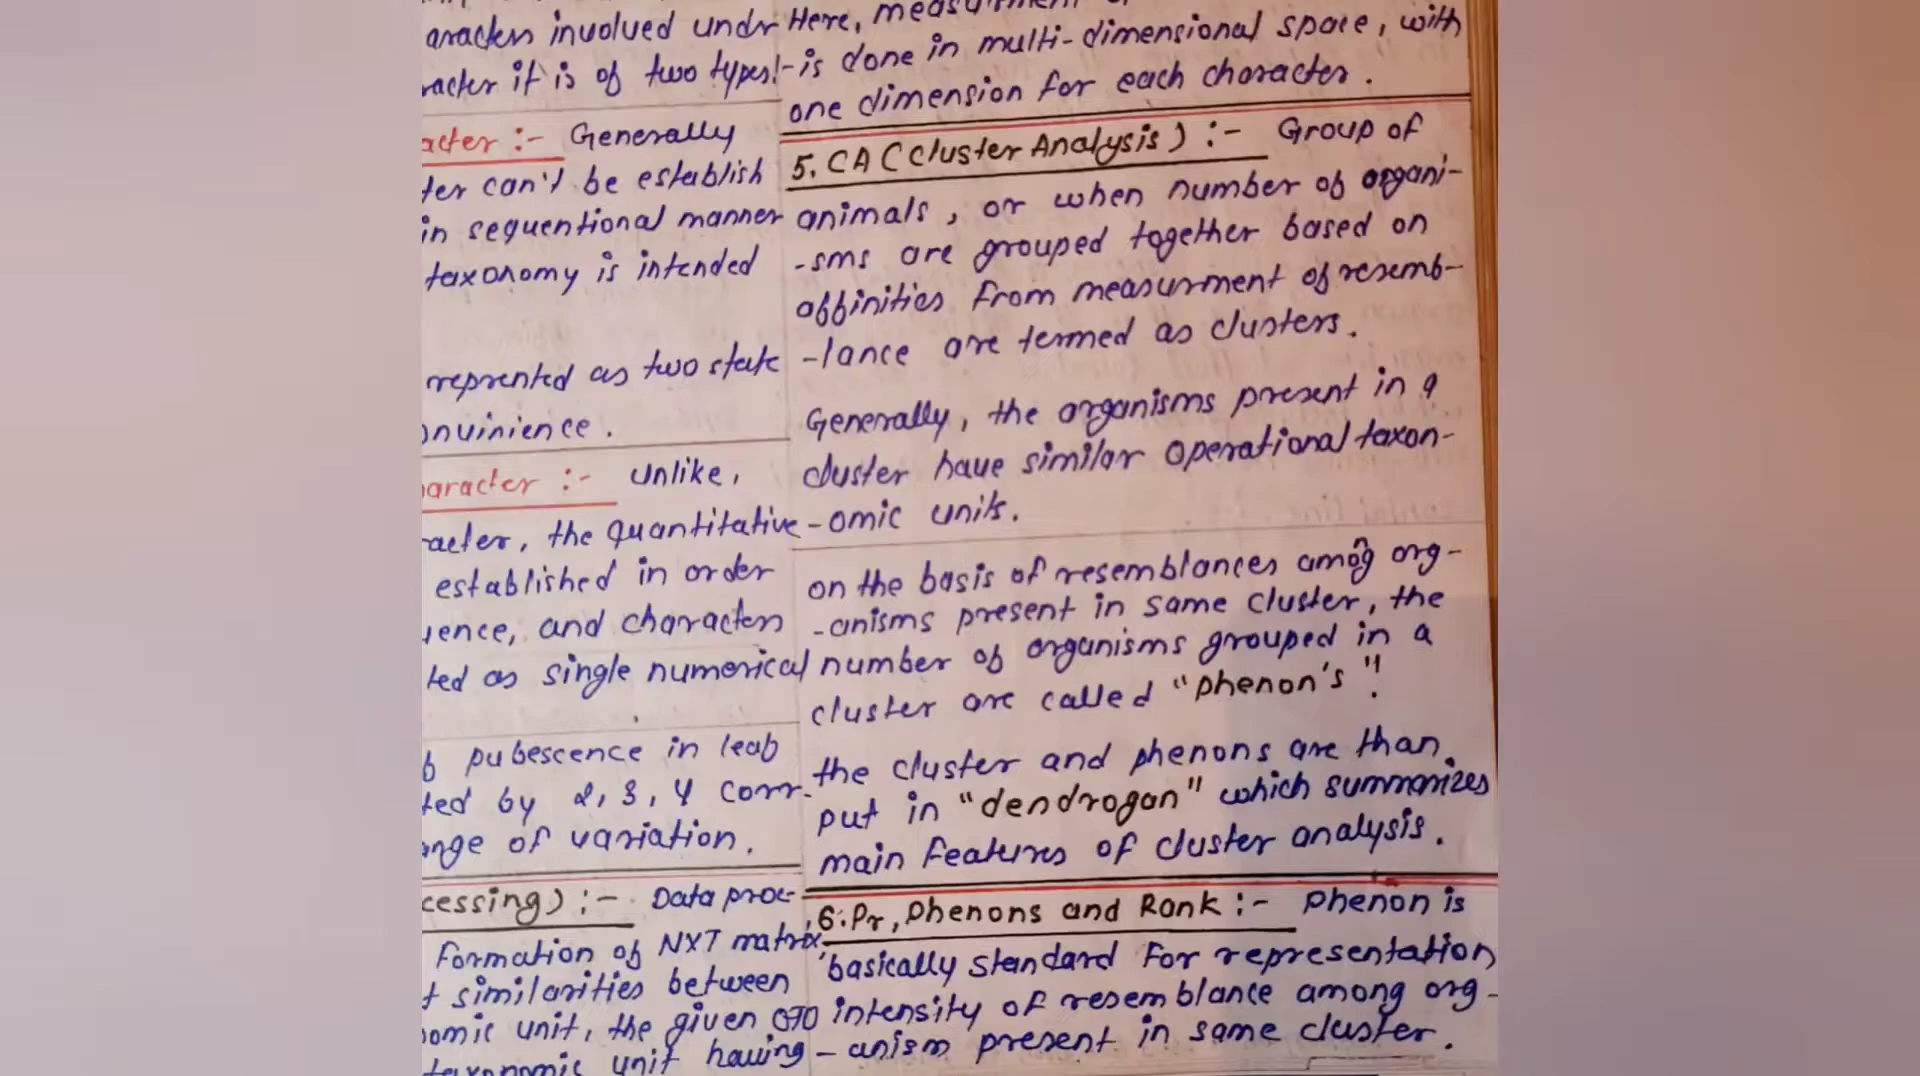 aracters involved undr
racter it is of two types!-
acter :- Generally
ter can't be establish
in sequentional manner
taxonomy is intended
reprented as two state
onvinience.
aracter :- unlike,
racter, the quantitative
established in order
uence, and characters
ted as single numerical
pubescence in leaf
ted by 2, 3, 4 corr.
ange of variation.
cessing) :- Data proc-
formation of NXT matrix
t similarities between
omic unit, the given OTO
taxonomic unit having
Here,
is done in multi-dimensional space, with
one dimension for each character.
5. CA (Cluster Analysis) :- Group of
animals, or when number of organi-
-sms are grouped together based on
affinities from measurment of resemb-
-lance are termed as clusters.
Generally, the organisms present in a
cluster have similar operational taxon-
-omic units.
on the basis of resemblances amog org-
-anisms present in same cluster, the
number of organisms grouped in a
cluster are called "phenon's"!
the cluster and phenons are than
put in "dendrogan" which summarizes
main features of cluster analysis.
6. Pr, Phenons and Rank :- phenon is
basically standard for representation
intensity of resemblance among org-
-anism present in same cluster.